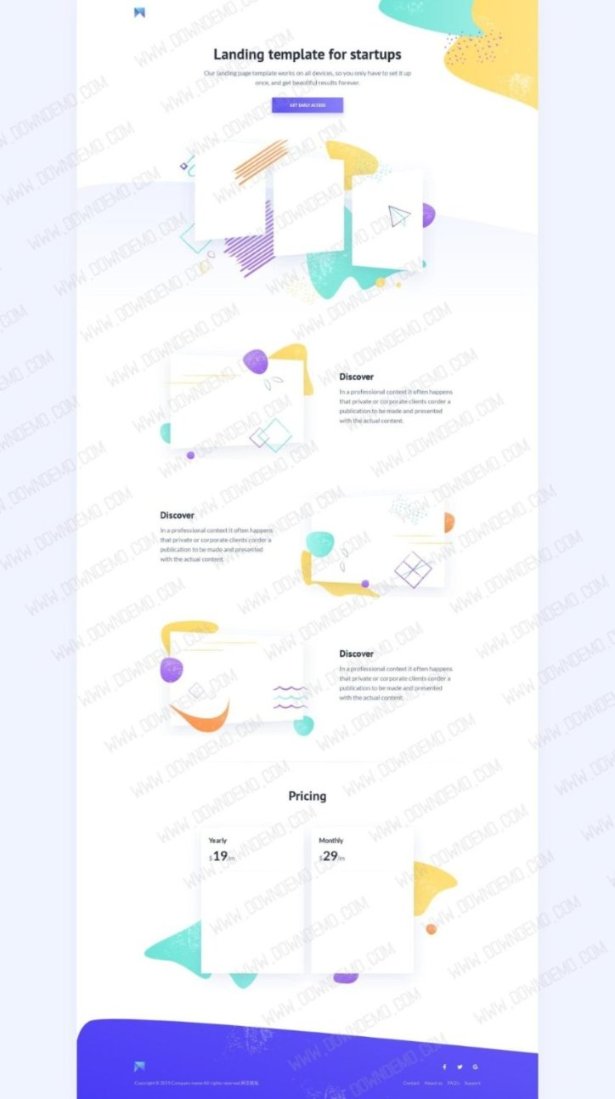 WWW.DOWNDEMO.COM
Landing template for startups
Our landing page template works on all devices, so you only have to set it up
once, and get beautiful results forever.
GET EARLY ACCESS
Discover
In a professional context it often happens
that private or corporate clients corder a
publication to be made and presented
with the actual content.
Discover
In a professional context it often happens
that private or corporate clients corder a
publication to be made and presented
with the actual content.
Discover
In a professional context it often happens
that private or corporate clients corder a
publication to be made and presented
with the actual content.
Pricing
Yearly
$19/m
Monthly
$29/m
Copyright © 2019 Company name All rights reserved
Contact About us FAQ's Support